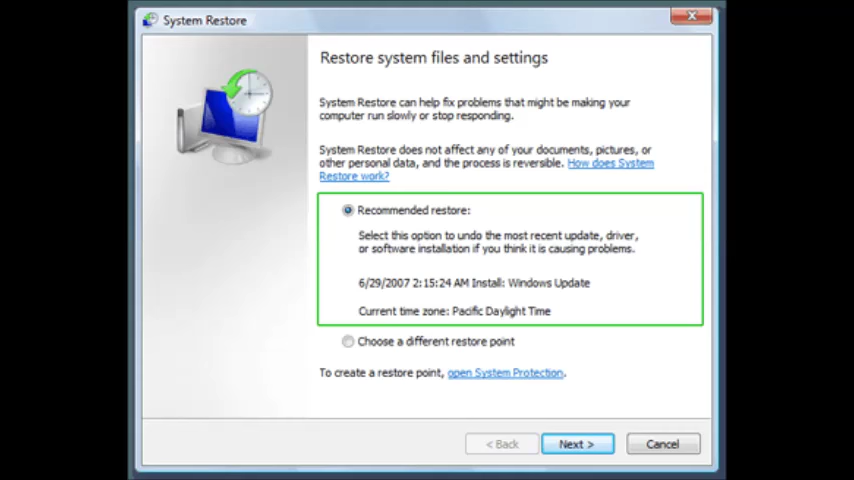 System Restore
Restore system files and settings
System Restore can help fix problems that might be making your
computer run slowly or stop responding.
System Restore does not affect any of your documents, pictures, or
other personal data, and the process is reversible. How does System
Restore work?
Recommended restore:
Select this option to undo the most recent update, driver,
or software installation if you think it is causing problems.
6/29/2007 2:15:24 AM Install: Windows Update
Current time zone: Pacific Daylight Time
Choose a different restore point
To create a restore point, open System Protection.
< Back Next > Cancel